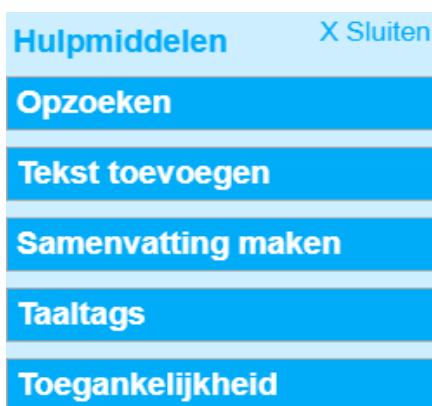 Hulpmiddelen X Sluiten
Opzoeken
Tekst toevoegen
Samenvatting maken
Taaltags
Toegankelijkheid